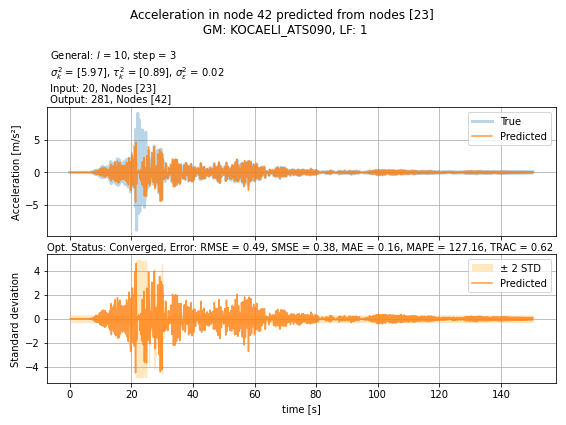 Acceleration in node 42 predicted from nodes [23]
GM: KOCAELI_ATS090, LF: 1
General: l = 10, step = 3
σ²ₖ = [5.97], τ²ₖ = [0.89], σ²ε = 0.02
Input: 20, Nodes [23]
Output: 281, Nodes [42]
Acceleration [m/s²]
5
0
−5
True
Predicted
Opt. Status: Converged, Error: RMSE = 0.49, SMSE = 0.38, MAE = 0.16, MAPE = 127.16, TRAC = 0.62
Standard deviation
4
2
0
−2
−4
± 2 STD
Predicted
0 20 40 60 80 100 120 140
time [s]